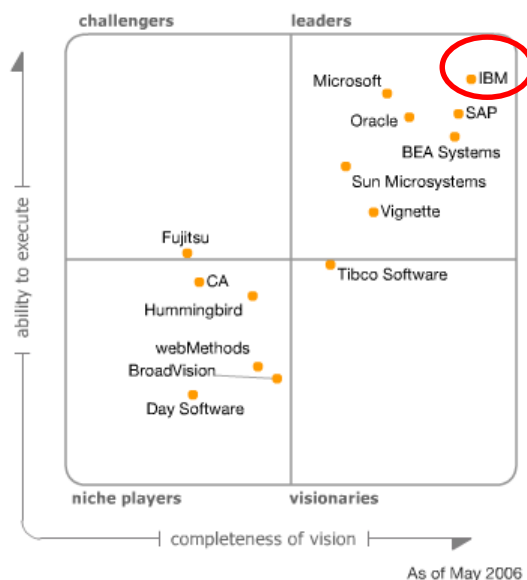 challengers
leaders
IBM
Microsoft
SAP
Oracle
BEA Systems
Sun Microsystems
Vignette
Fujitsu
Tibco Software
CA
Hummingbird
webMethods
BroadVision
Day Software
ability to execute
niche players
visionaries
completeness of vision
As of May 2006